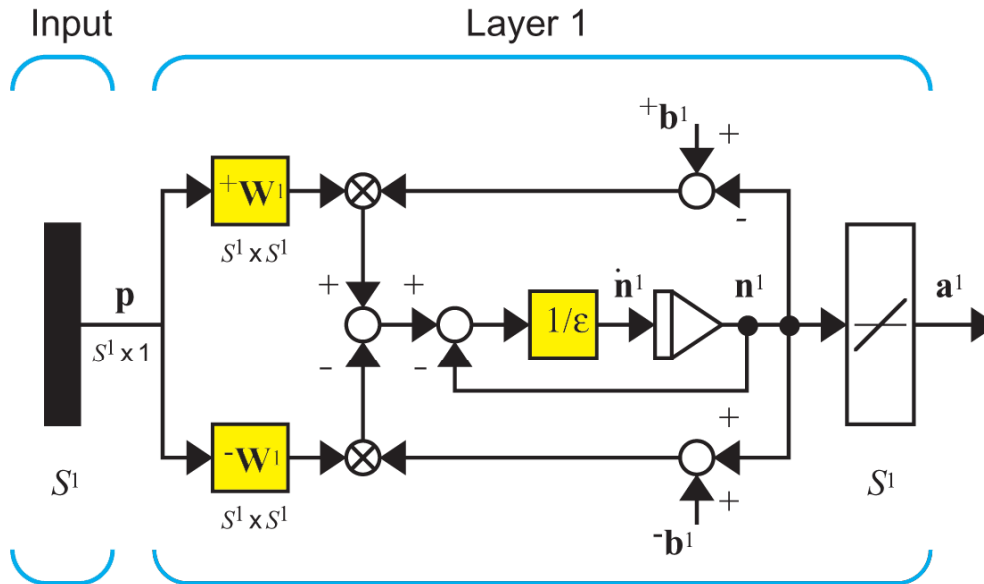 Input Layer 1
⁺b¹ +
⁺W¹ -
S¹ x S¹
+ +
p 1/ε ṅ¹ n¹ a¹
S¹ x 1
- -
+
⁻W¹
S¹ S¹
S¹ x S¹ +
⁻b¹